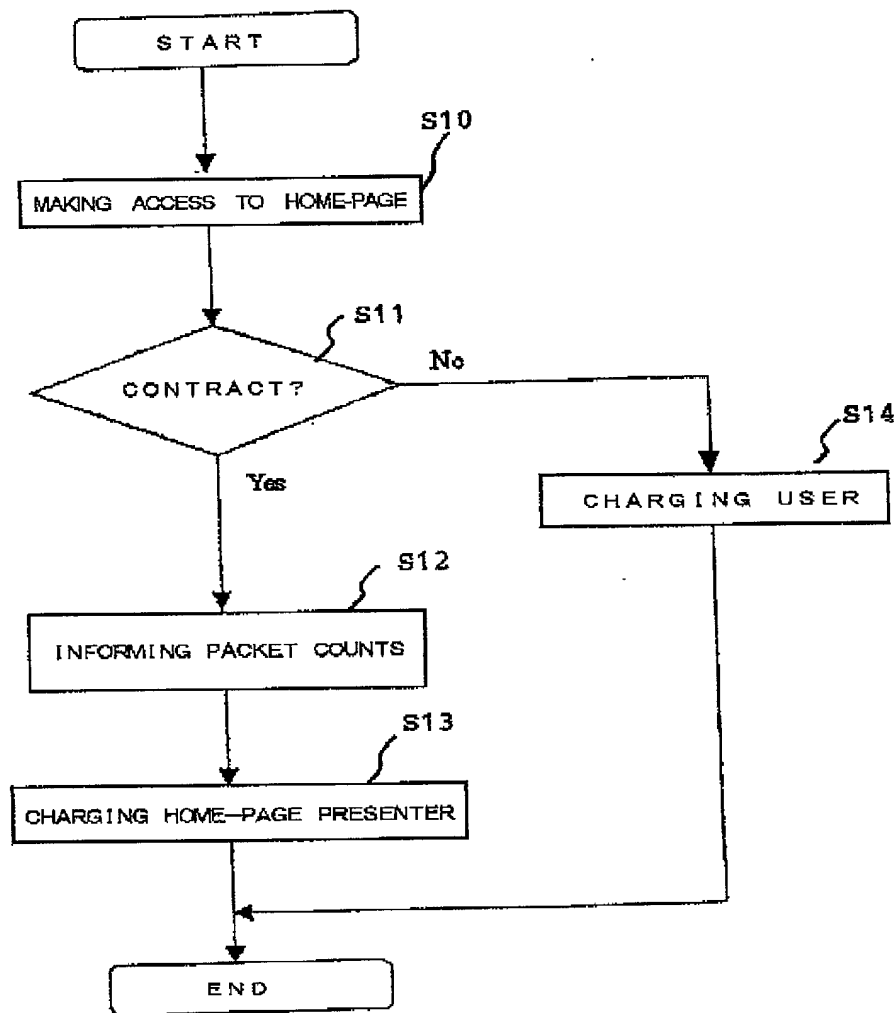 START
S10
MAKING ACCESS TO HOME-PAGE
S11
CONTRACT?
No
Yes
S14
CHARGING USER
S12
INFORMING PACKET COUNTS
S13
CHARGING HOME-PAGE PRESENTER
END